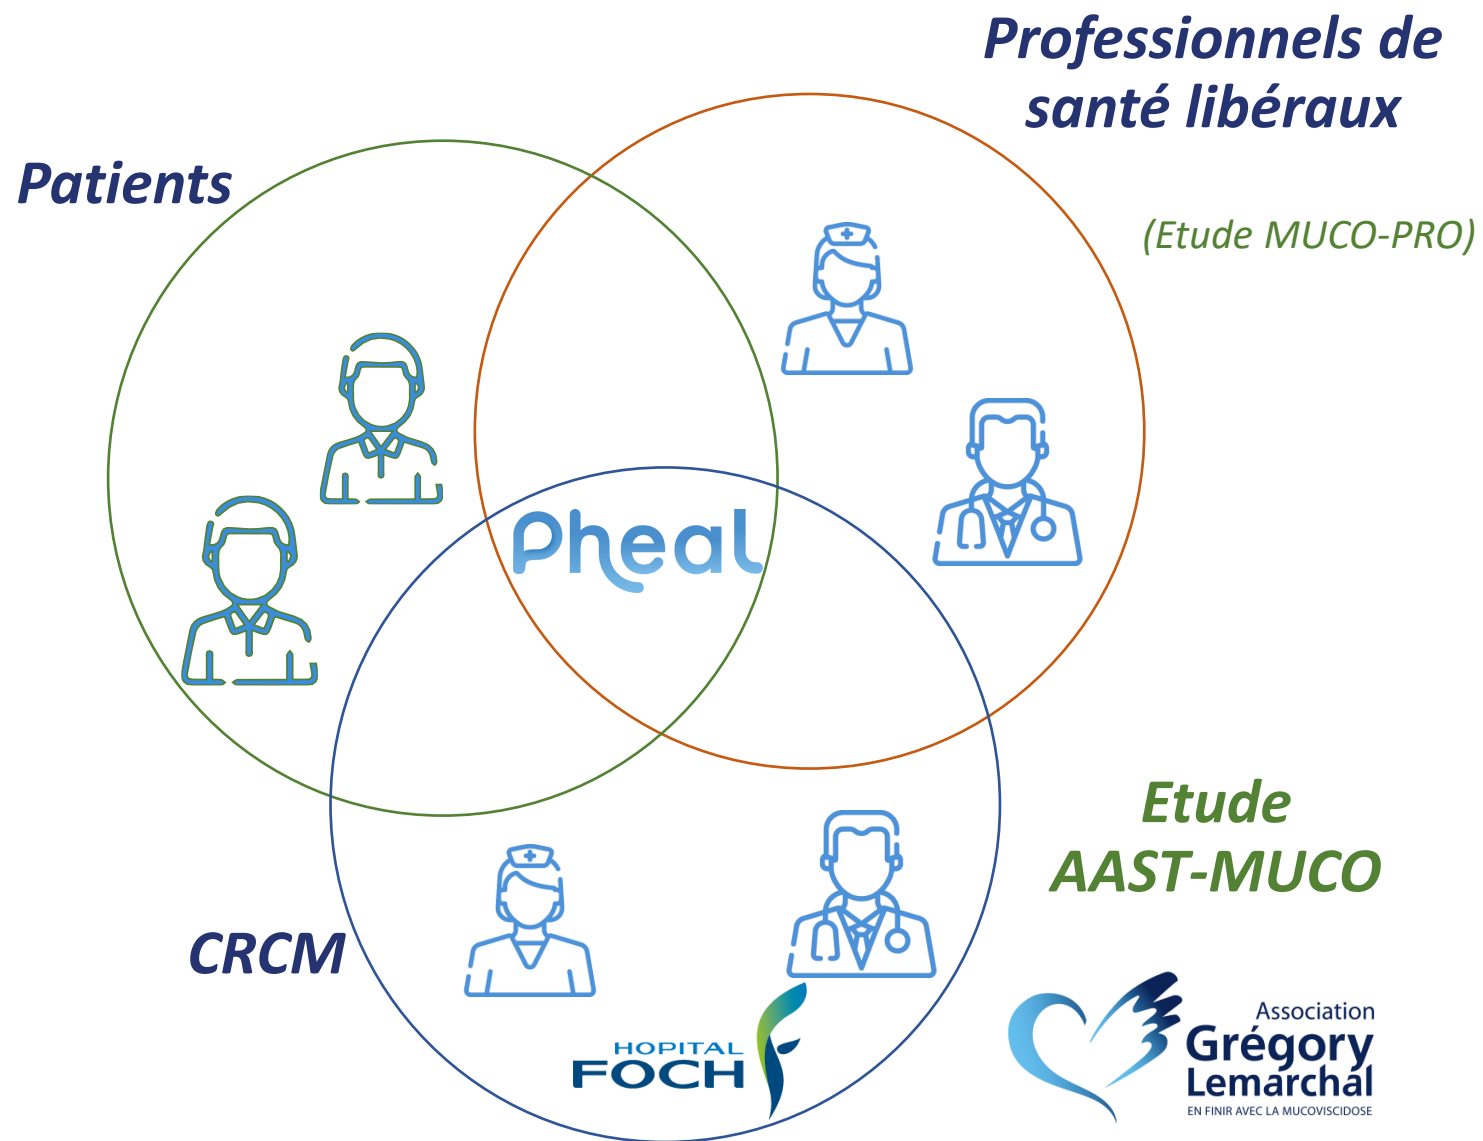 Professionnels de
santé libéraux
Patients
(Etude MUCO-PRO)
Pheal
Etude
AAST-MUCO
CRCM
HOPITAL
FOCH
Association
Grégory
Lemarchal
EN FINIR AVEC LA MUCOVISCIDOSE